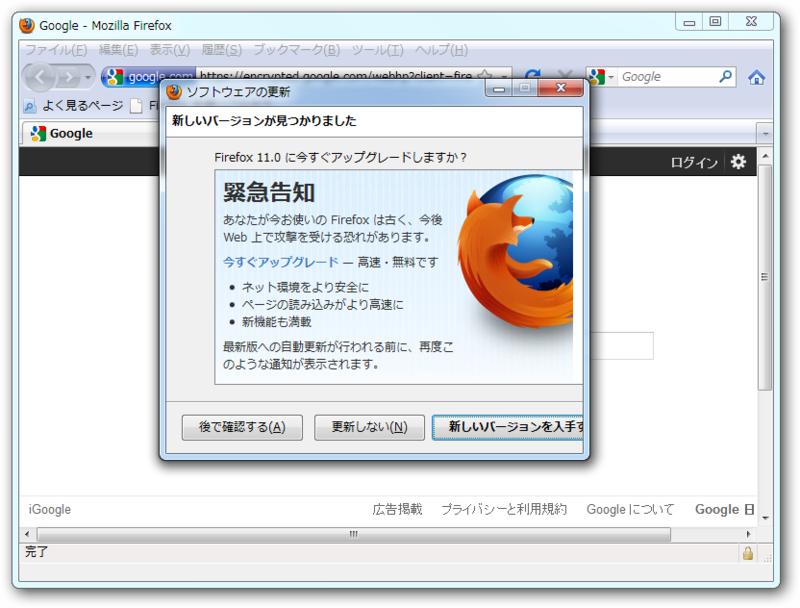 Google - Mozilla Firefox
ファイル(F) 編集(E) 表示(V) 履歴(S) ブックマーク(B) ツール(T) ヘルプ(H)
google.com https://encrypted.google.com/webhp?client=fire Google
よく見るページ
Google
ログイン
ソフトウェアの更新
新しいバージョンが見つかりました
Firefox 11.0 に今すぐアップグレードしますか？
緊急告知
あなたが今お使いの Firefox は古く、今後
Web 上で攻撃を受ける恐れがあります。
今すぐアップグレード — 高速・無料です
• ネット環境をより安全に
• ページの読み込みがより高速に
• 新機能も満載
最新版への自動更新が行われる前に、再度こ
のような通知が表示されます。
後で確認する(A) 更新しない(N) 新しいバージョンを入手す
iGoogle 広告掲載 プライバシーと利用規約 Google について Google
完了